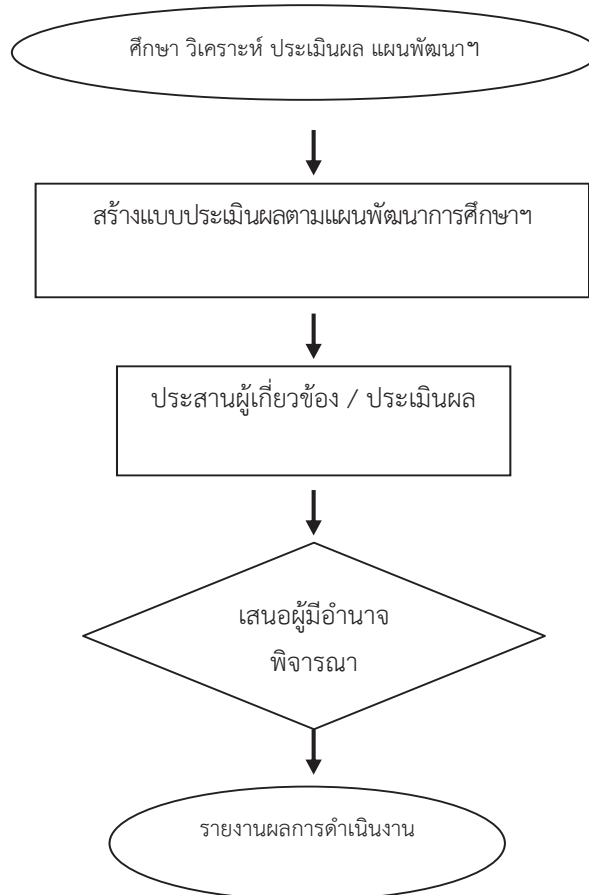 ศึกษา วิเคราะห์ ประเมินผล แผนพัฒนาฯ
สร้างแบบประเมินผลตามแผนพัฒนาการศึกษาฯ
ประสานผู้เกี่ยวข้อง / ประเมินผล
เสนอผู้มีอำนาจ
พิจารณา
รายงานผลการดำเนินงาน